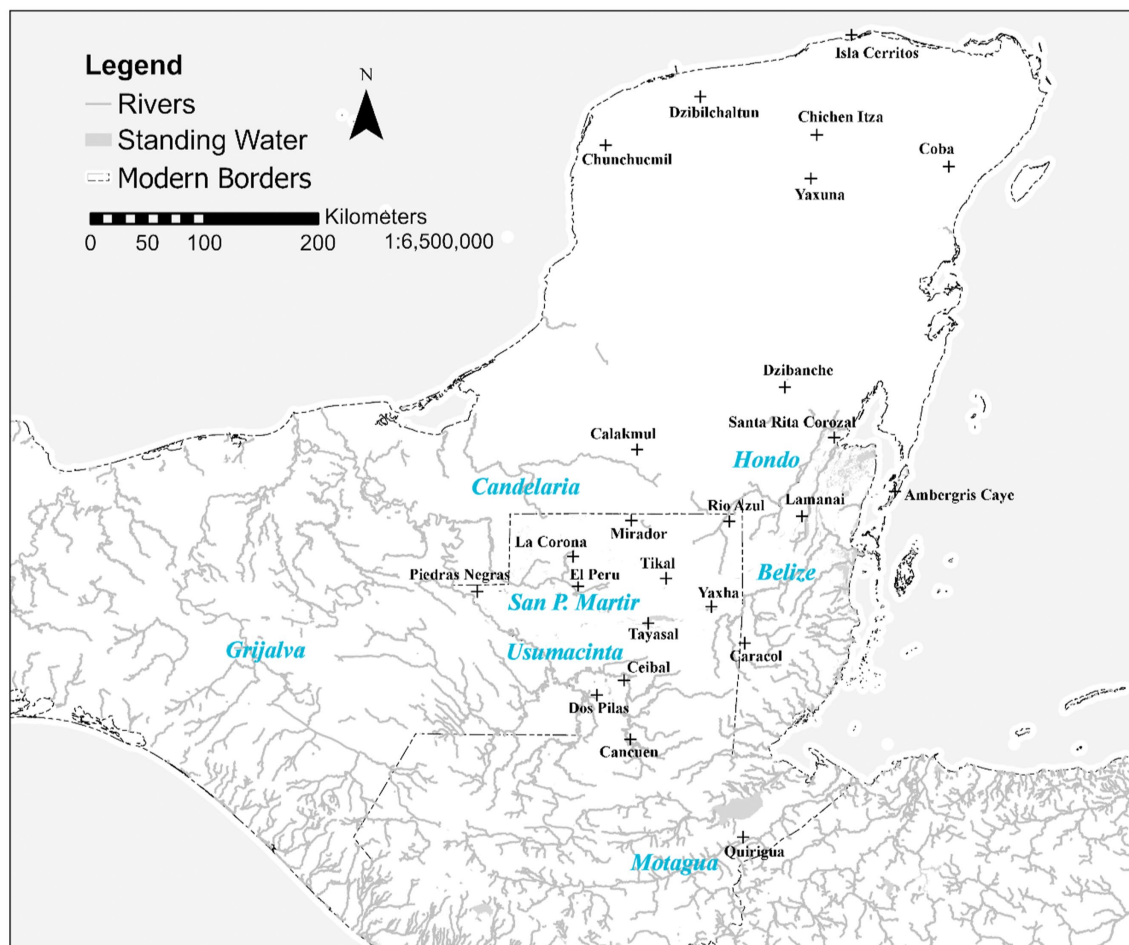 Legend
Rivers
Standing Water
Modern Borders
Kilometers
0 50 100 200 1:6,500,000
N
Isla Cerritos
Dzibilchaltun
Chichen Itza
Chunchucmil
Coba
Yaxuna
Dzibanche
Santa Rita Corozal
Calakmul
Hondo
Candelaria
Ambergris Caye
Rio Azul
Lamanai
Mirador
La Corona
Tikal
Piedras Negras
El Peru
Belize
San P. Martir
Yaxha
Tayasal
Grijalva
Usumacinta
Caracol
Ceibal
Dos Pilas
Cancuen
Quirigua
Motagua